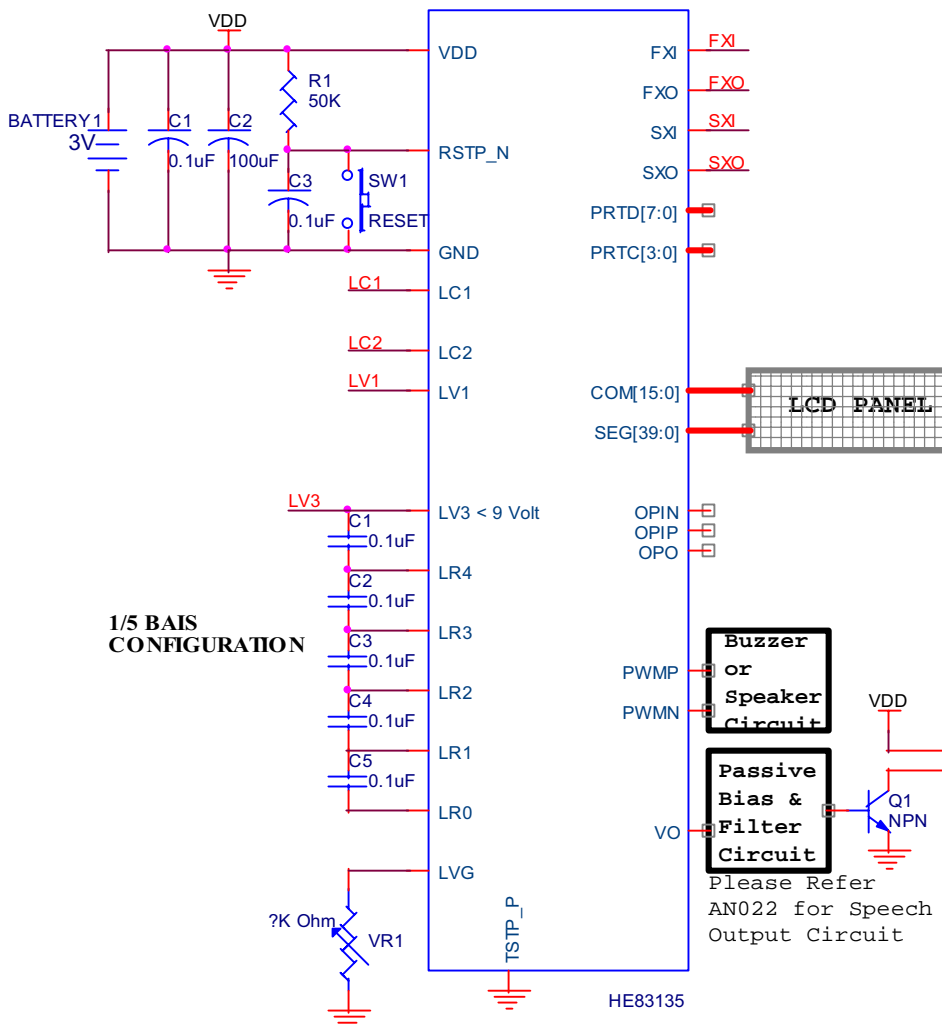 VDD
BATTERY1
3V
C1
0.1uF
C2
100uF
R1
50K
C3
0.1uF
SW1
RESET
VDD
RSTP_N
GND
LC1
LC1
LC2
LC2
LV1
LV1
LV3
LV3 < 9 Volt
C1
0.1uF
LR4
C2
0.1uF
LR3
C3
0.1uF
LR2
C4
0.1uF
LR1
C5
0.1uF
LR0
1/5 BAIS
CONFIGURATION
LVG
?K Ohm
VR1
TSTP_P
HE83135
FXI
FXI
FXO
FXO
SXI
SXI
SXO
SXO
PRTD[7:0]
PRTC[3:0]
COM[15:0]
SEG[39:0]
LCD PANEL
OPIN
OPIP
OPO
PWMP
PWMN
Buzzer
or
Speaker
Circuit
VDD
VO
Passive
Bias &
Filter
Circuit
Q1
NPN
Please Refer
AN022 for Speech
Output Circuit